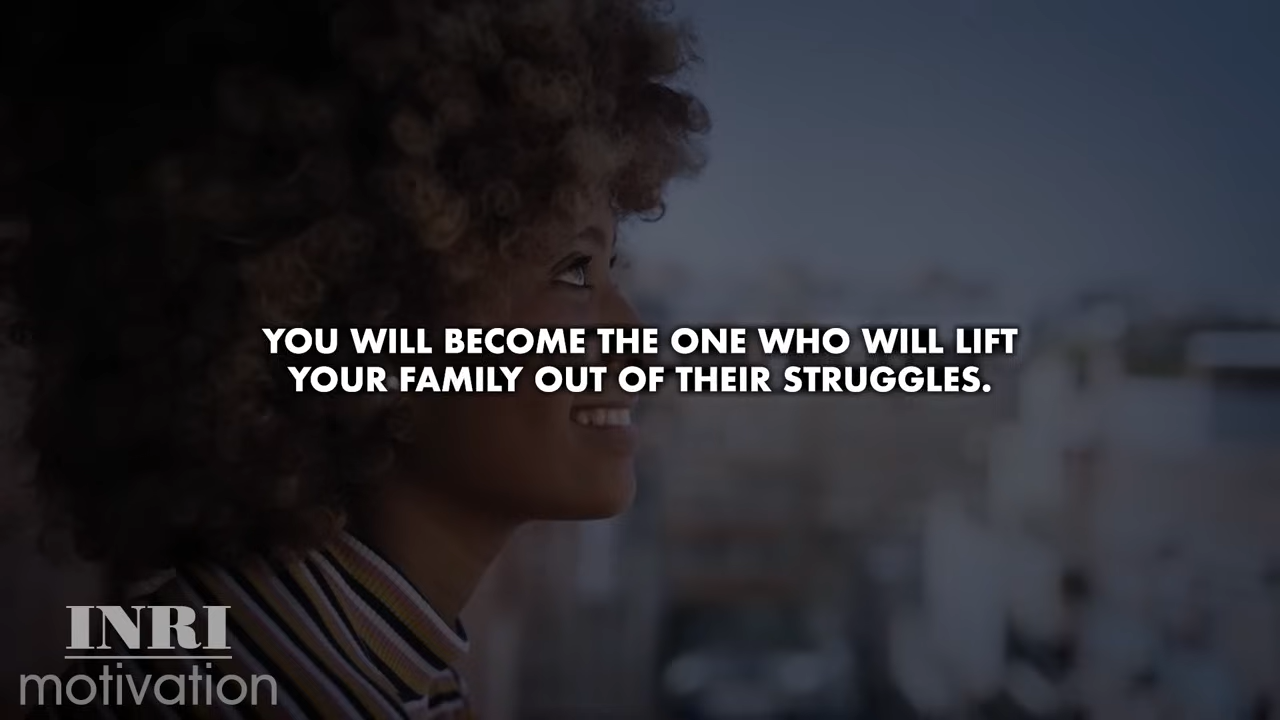 YOU WILL BECOME THE ONE WHO WILL LIFT
YOUR FAMILY OUT OF THEIR STRUGGLES.
INRI
motivation